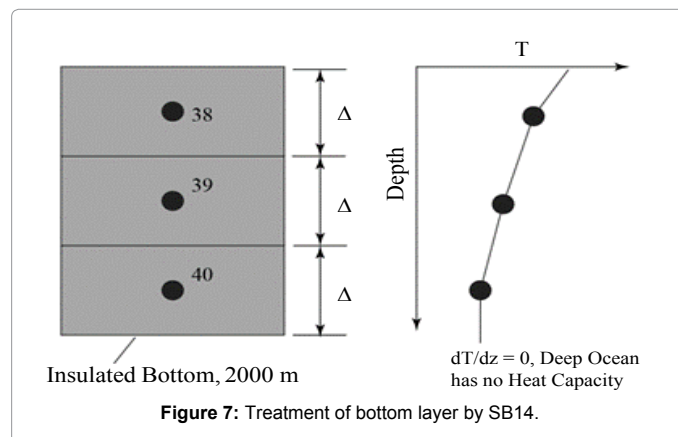 T
38
Δ
39
Δ
Depth
40
Δ
Insulated Bottom, 2000 m
dT/dz = 0, Deep Ocean
has no Heat Capacity
Figure 7: Treatment of bottom layer by SB14.